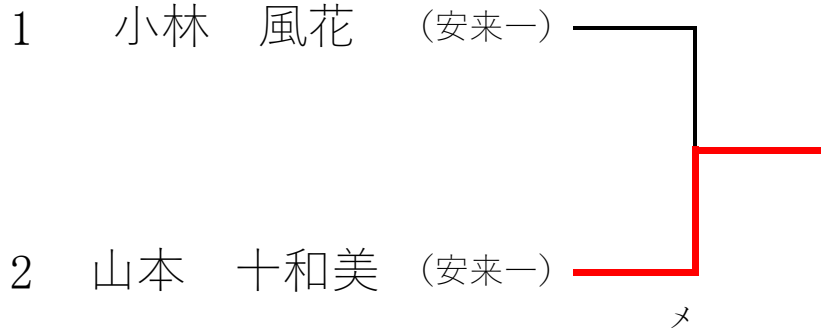 1 小林 風花 （安来一）
2 山本 十和美 （安来一）
メ